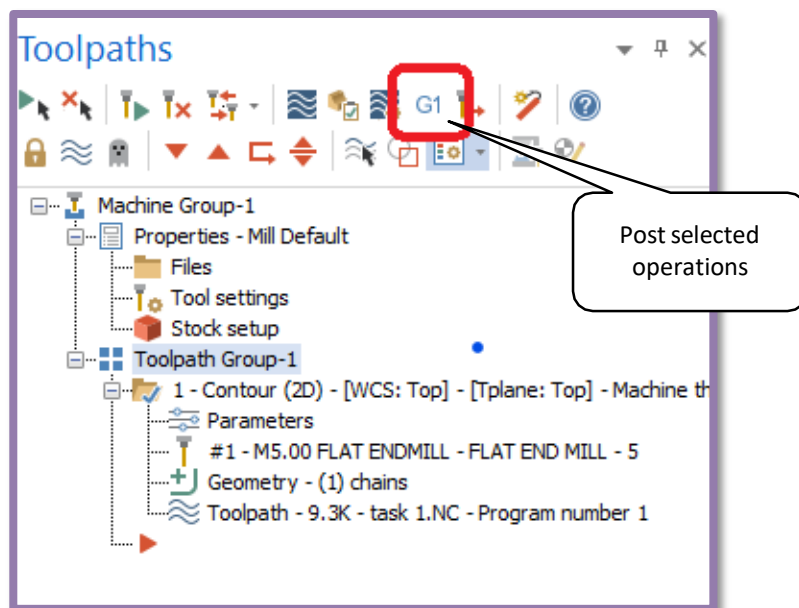 Toolpaths
G1
Post selected
operations
Machine Group-1
Properties - Mill Default
Files
Tool settings
Stock setup
Toolpath Group-1
1 - Contour (2D) - [WCS: Top] - [Tplane: Top] - Machine th
Parameters
#1 - M5.00 FLAT ENDMILL - FLAT END MILL - 5
Geometry - (1) chains
Toolpath - 9.3K - task 1.NC - Program number 1